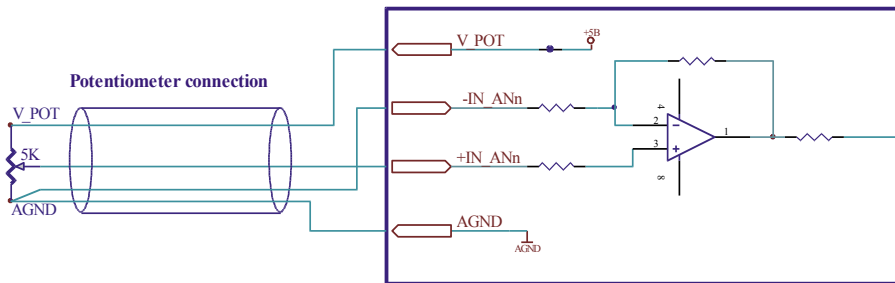 Potentiometer connection
V_POT
5K
AGND
V_POT
+5B
-IN_ANn
+IN_ANn
AGND
AGND
4
2
3
1
8